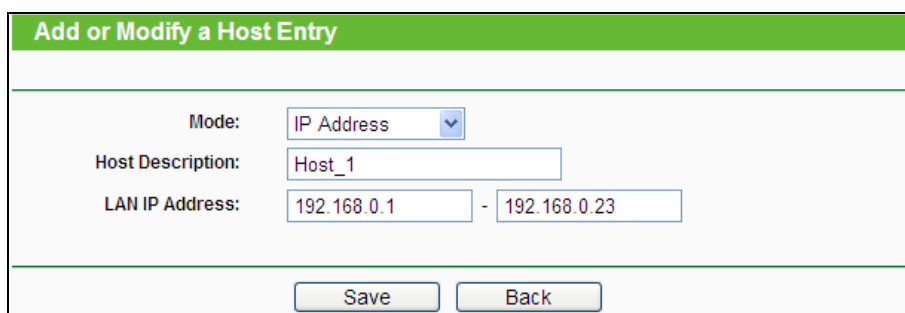 Add or Modify a Host Entry
Mode: IP Address
Host Description: Host_1
LAN IP Address: 192.168.0.1 - 192.168.0.23
Save Back